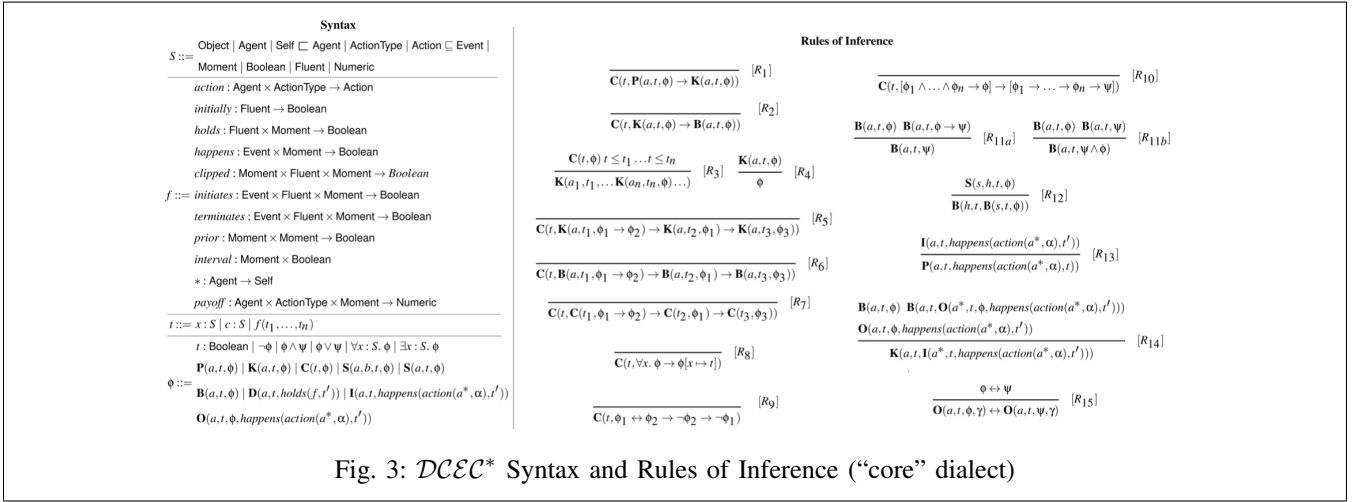 Syntax
S ::= Object | Agent | Self ⊏ Agent | ActionType | Action ⊑ Event |
Moment | Boolean | Fluent | Numeric
action : Agent × ActionType → Action
initially : Fluent → Boolean
holds : Fluent × Moment → Boolean
happens : Event × Moment → Boolean
clipped : Moment × Fluent × Moment → Boolean
f ::= initiates : Event × Fluent × Moment → Boolean
terminates : Event × Fluent × Moment → Boolean
prior : Moment × Moment → Boolean
interval : Moment × Boolean
* : Agent → Self
payoff : Agent × ActionType × Moment → Numeric
t ::= x : S | c : S | f(t₁,…,tₙ)
t : Boolean | ¬ϕ | ϕ ∧ ψ | ϕ ∨ ψ | ∀x : S. ϕ | ∃x : S. ϕ
P(a,t,ϕ) | K(a,t,ϕ) | C(t,ϕ) | S(a,b,t,ϕ) | S(a,t,ϕ)
ϕ ::=
B(a,t,ϕ) | D(a,t,holds(f,t′)) | I(a,t,happens(action(a*,α),t′))
O(a,t,ϕ,happens(action(a*,α),t′))
Rules of Inference
C(t,P(a,t,ϕ) → K(a,t,ϕ)) [R₁]
C(t,K(a,t,ϕ) → B(a,t,ϕ)) [R₂]
C(t,ϕ) t ≤ t₁ … t ≤ tₙ
K(a₁,t₁,… K(aₙ,tₙ,ϕ)…) [R₃]
K(a,t,ϕ)
ϕ [R₄]
C(t,K(a,t₁,ϕ₁ → ϕ₂) → K(a,t₂,ϕ₁) → K(a,t₃,ϕ₃)) [R₅]
C(t,B(a,t₁,ϕ₁ → ϕ₂) → B(a,t₂,ϕ₁) → B(a,t₃,ϕ₃)) [R₆]
C(t,C(t₁,ϕ₁ → ϕ₂) → C(t₂,ϕ₁) → C(t₃,ϕ₃)) [R₇]
C(t,∀x. ϕ → ϕ[x ↦ t]) [R₈]
C(t,ϕ₁ ↔ ϕ₂ → ¬ϕ₂ → ¬ϕ₁) [R₉]
C(t,[ϕ₁ ∧ … ∧ ϕₙ → ϕ] → [ϕ₁ → … → ϕₙ → ψ]) [R₁₀]
B(a,t,ϕ) B(a,t,ϕ → ψ)
B(a,t,ψ) [R₁₁ₐ]
B(a,t,ϕ) B(a,t,ψ)
B(a,t,ψ ∧ ϕ) [R₁₁b]
S(s,h,t,ϕ)
B(h,t,B(s,t,ϕ)) [R₁₂]
I(a,t,happens(action(a*,α),t′))
P(a,t,happens(action(a*,α),t)) [R₁₃]
B(a,t,ϕ) B(a,t,O(a*,t,ϕ,happens(action(a*,α),t′)))
O(a,t,ϕ,happens(action(a*,α),t′))
K(a,t,I(a*,t,happens(action(a*,α),t′))) [R₁₄]
ϕ ↔ ψ
O(a,t,ϕ,γ) ↔ O(a,t,ψ,γ) [R₁₅]
Fig. 3: 𝒟𝒞ℰ𝒞* Syntax and Rules of Inference (“core” dialect)